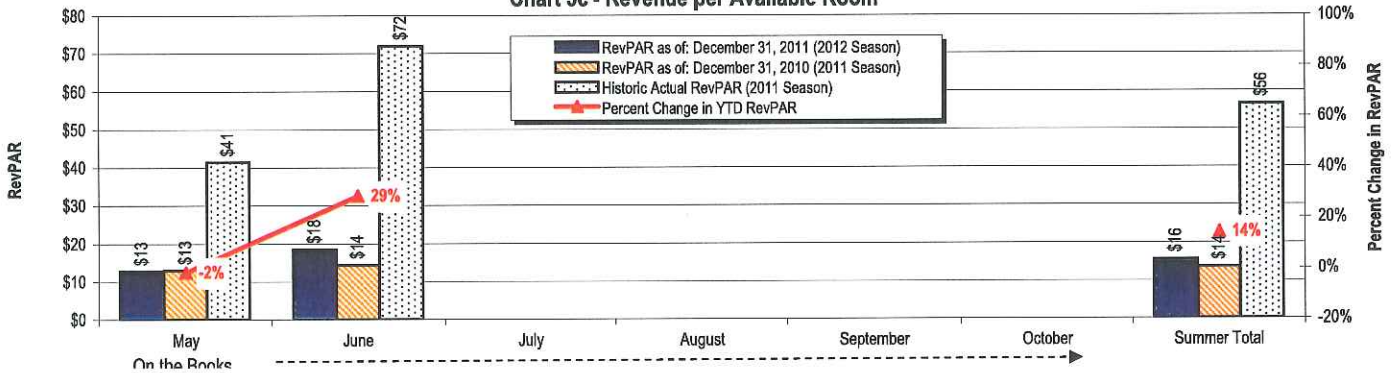 Chart 5c - Revenue per Available Room
$80
$70
$60
$50
$40
$30
$20
$10
$0
RevPAR
100%
80%
60%
40%
20%
0%
-20%
Percent Change in RevPAR
RevPAR as of: December 31, 2011 (2012 Season)
RevPAR as of: December 31, 2010 (2011 Season)
Historic Actual RevPAR (2011 Season)
Percent Change in YTD RevPAR
$13
$13
$41
-2%
$18
$14
$72
29%
$16
$14
$56
14%
May
June
July
August
September
October
Summer Total
On the Books